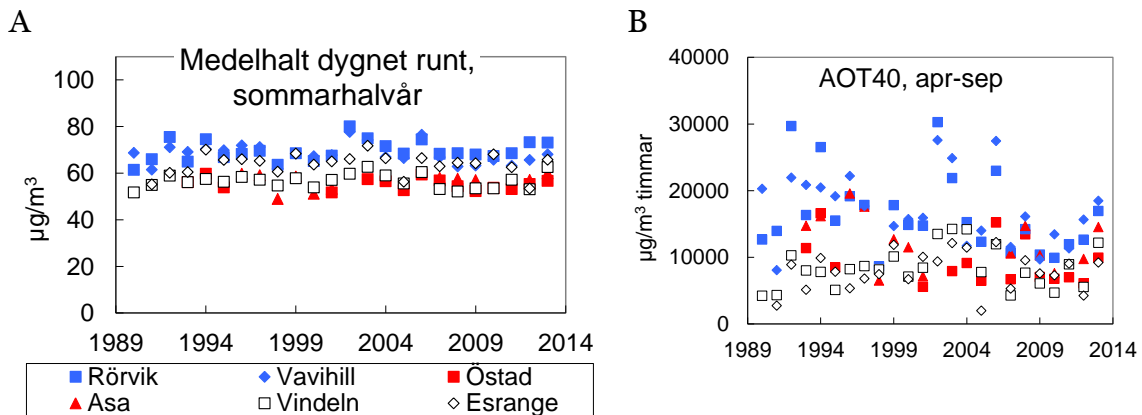 A
Medelhalt dygnet runt,
sommarhalvår
µg/m³
100
80
60
40
20
0
1989 1994 1999 2004 2009 2014
Rörvik Vavihill Östad
Asa Vindeln Esrange
B
AOT40, apr-sep
µg/m³ timmar
40000
30000
20000
10000
0
1989 1994 1999 2004 2009 2014